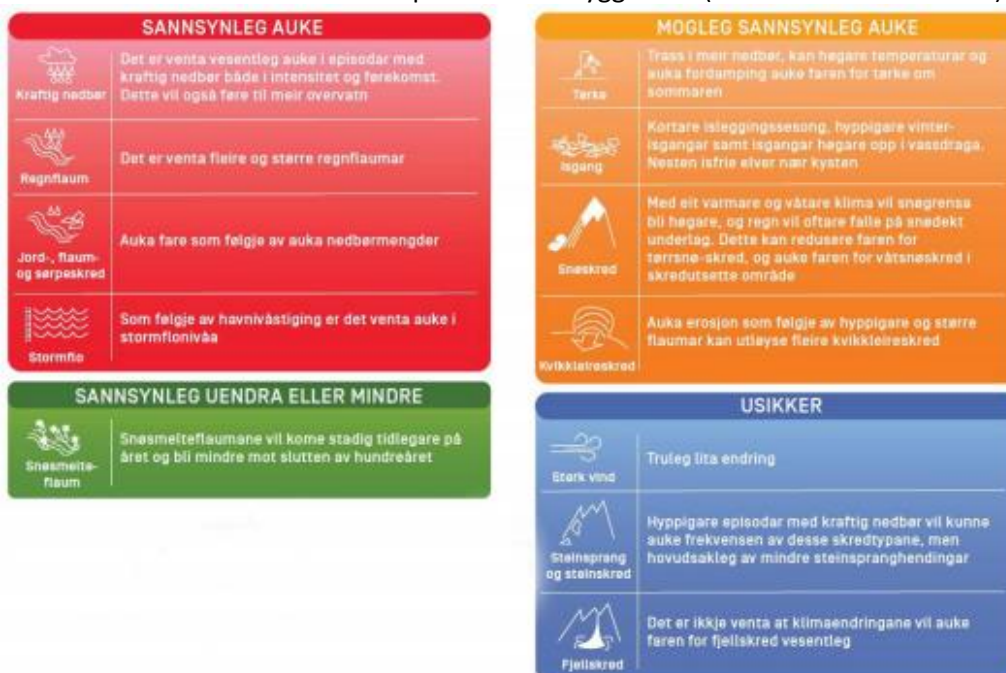 SANNSYNLEG AUKE
Kraftig nedbør
Det er venta vesentleg auke i episodar med
kraftig nedbør både i intensitet og førekomst.
Dette vil også føre til meir overvatn
Regnflaum
Det er venta fleire og større regnflaumar
Jord-, flaum-
og sørpeskred
Auka fare som følgje av auka nedbørmengder
Stormflo
Som følgje av havnivåstiging er det venta auke i
stormflonivåa
SANNSYNLEG UENDRA ELLER MINDRE
Snøsmelte-
flaum
Snøsmelteflaumane vil kome stadig tidlegare på
året og bli mindre mot slutten av hundreåret
MOGLEG SANNSYNLEG AUKE
Tørke
Trass i meir nedbør, kan høgare temperaturar og
auka fordamping auke faren for tørke om
sommaren
Isgang
Kortare isleggingssesong, hyppigare vinter-
isgangar samt isgangar høgare opp i vassdraga.
Nesten isfrie elver nær kysten
Snøskred
Med eit varmare og våtare klima vil snøgrensa
bli høgare, og regn vil oftare falle på snødekt
underlag. Dette kan redusere faren for
tørrsnø-skred, og auke faren for våtsnøskred i
skredutsette område
Kvikkleireskred
Auka erosjon som følgje av hyppigare og større
flaumar kan utløyse fleire kvikkleireskred
USIKKER
Sterk vind
Truleg lita endring
Steinsprang
og steinskred
Hyppigare episodar med kraftig nedbør vil kunne
auke frekvensen av desse skredtypane, men
hovudsakleg av mindre steinspranghendingar
Fjellskred
Det er ikkje venta at klimaendringane vil auke
faren for fjellskred vesentleg